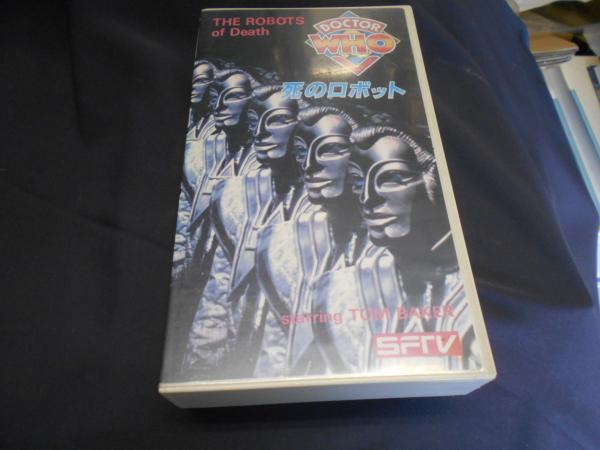 THE ROBOTS
of Death
DOCTOR
WHO
死のロボット
starring TOM BAKER
SFTV